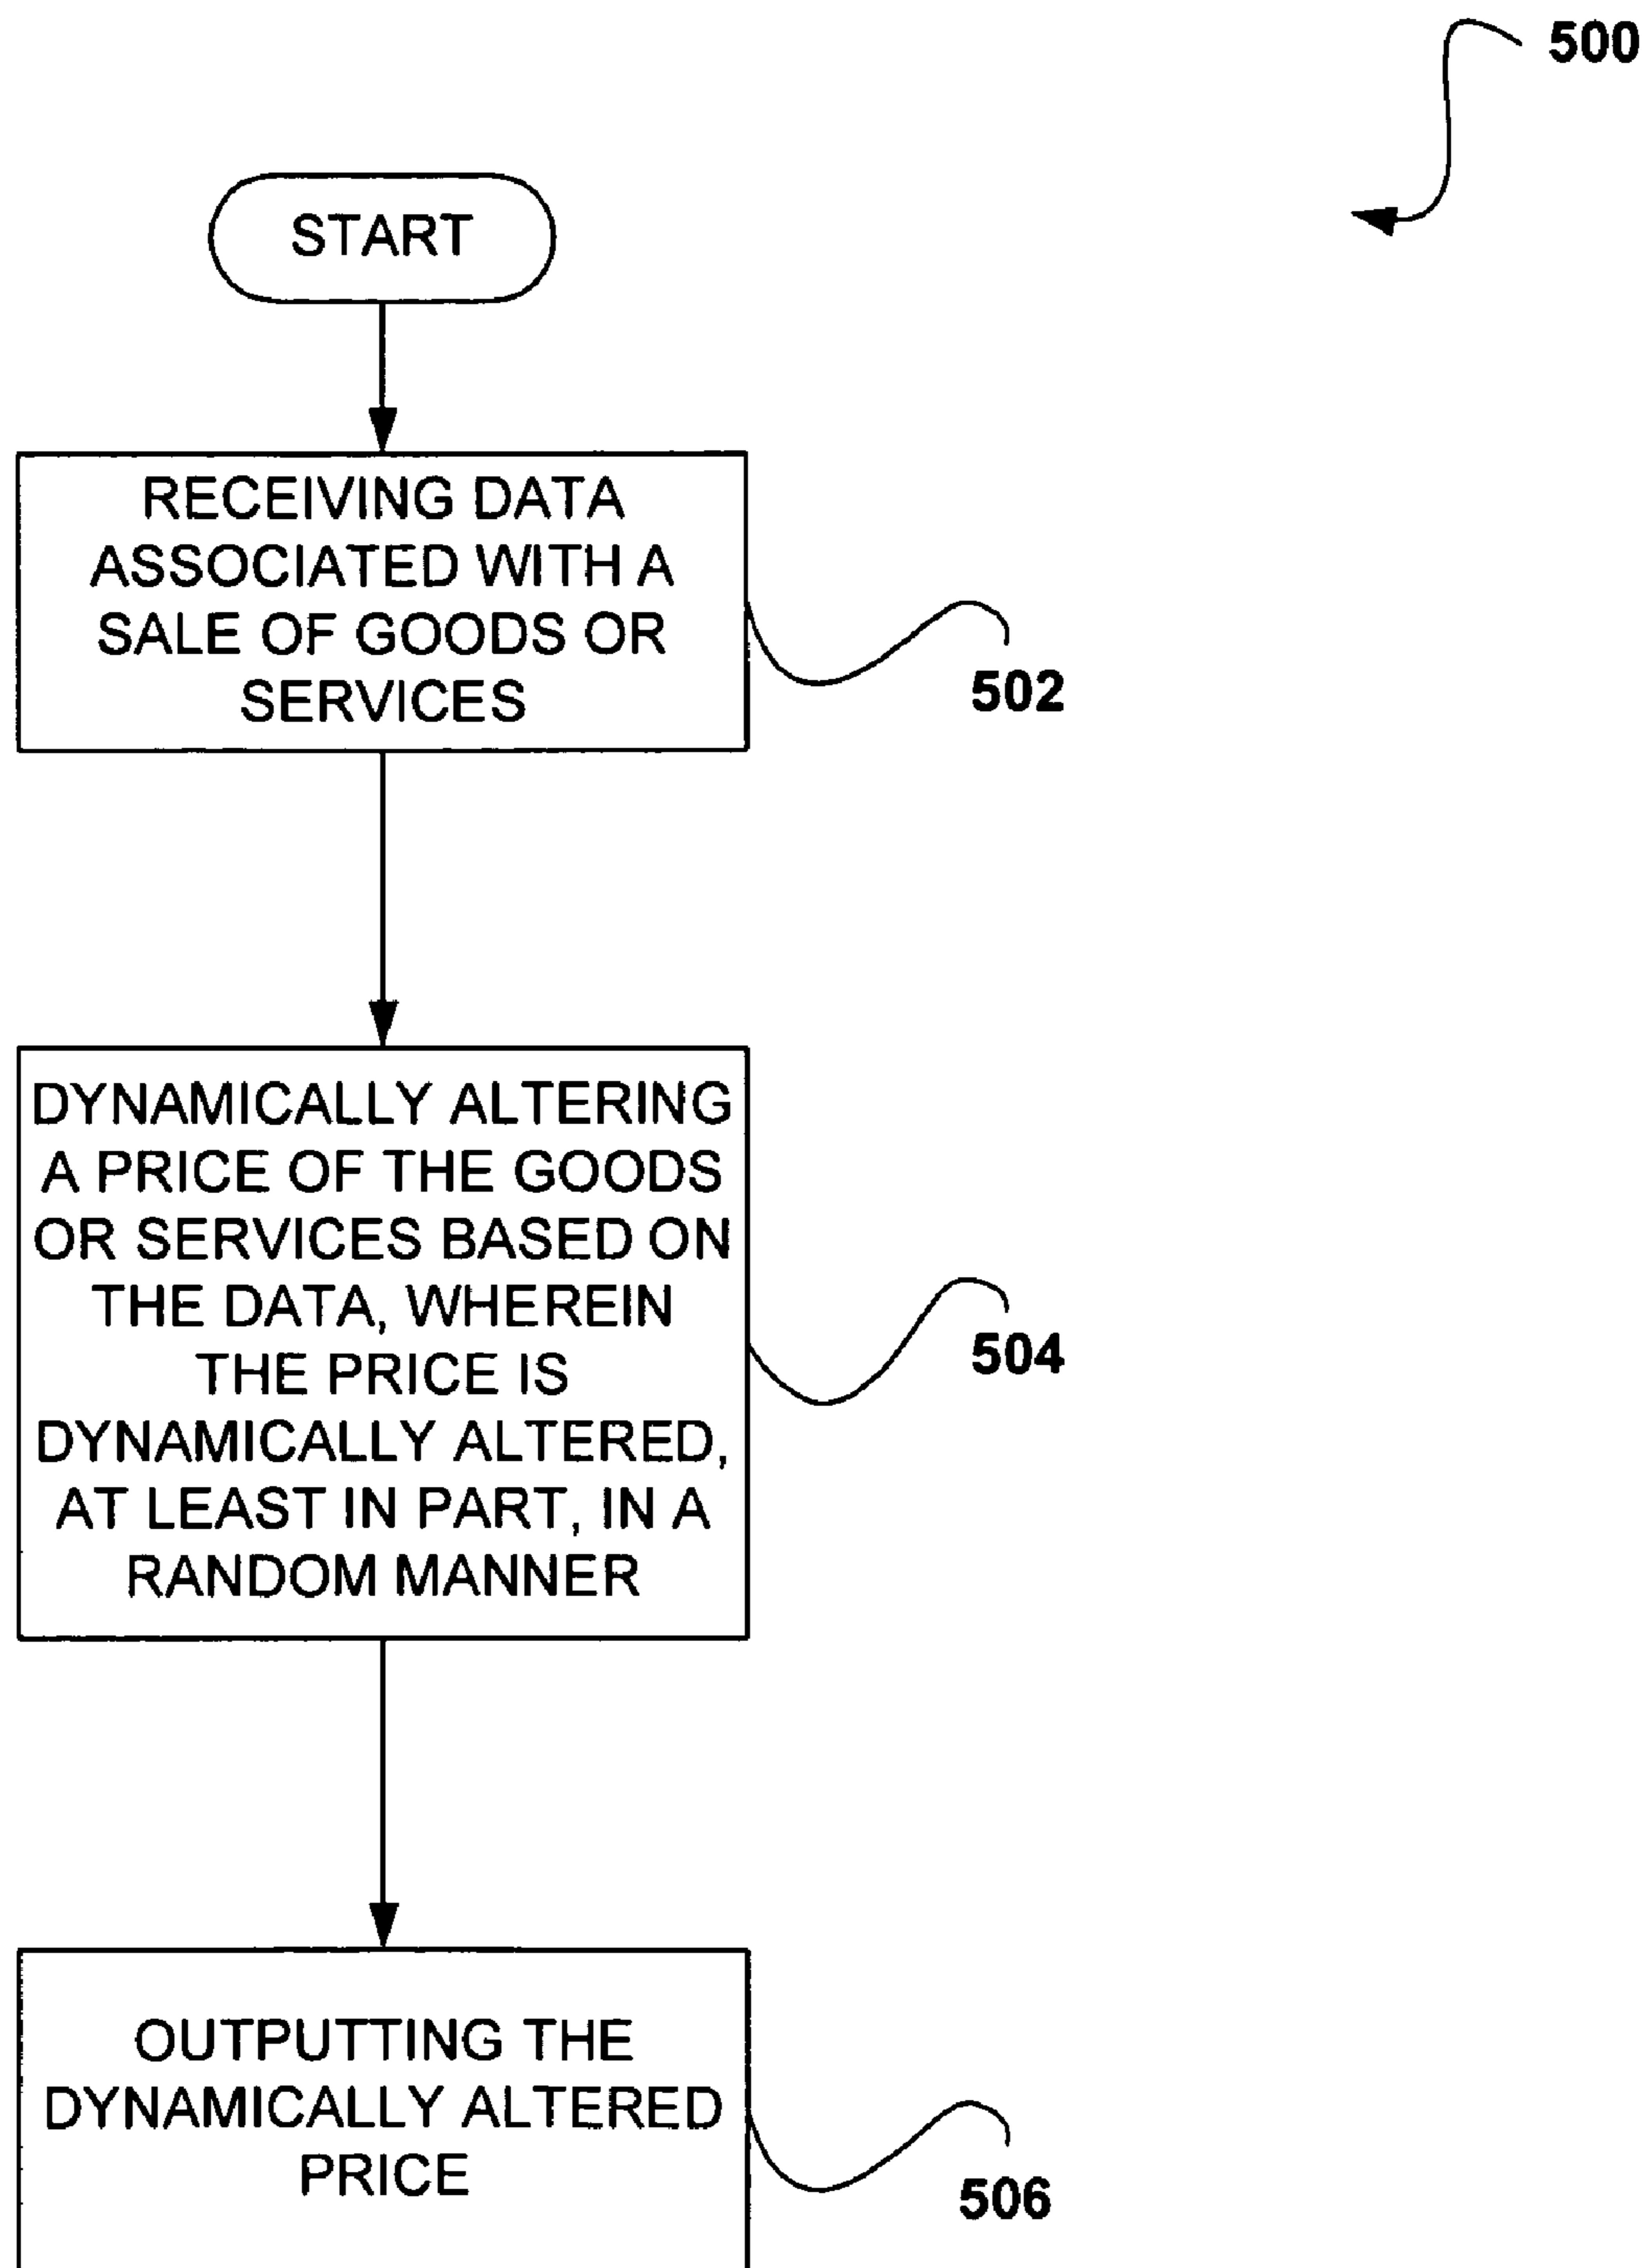 500
START
RECEIVING DATA
ASSOCIATED WITH A
SALE OF GOODS OR
SERVICES
502
DYNAMICALLY ALTERING
A PRICE OF THE GOODS
OR SERVICES BASED ON
THE DATA, WHEREIN
THE PRICE IS
DYNAMICALLY ALTERED,
AT LEAST IN PART, IN A
RANDOM MANNER
504
OUTPUTTING THE
DYNAMICALLY ALTERED
PRICE
506